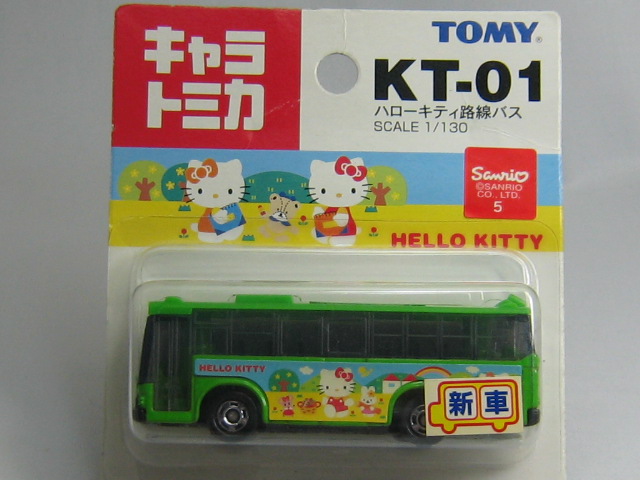 キャラ
トミカ
TOMY
KT-01
ハローキティ路線バス
SCALE 1/130
Sanrio
©SANRIO
CO., LTD.
5
HELLO KITTY
HELLO KITTY
新車